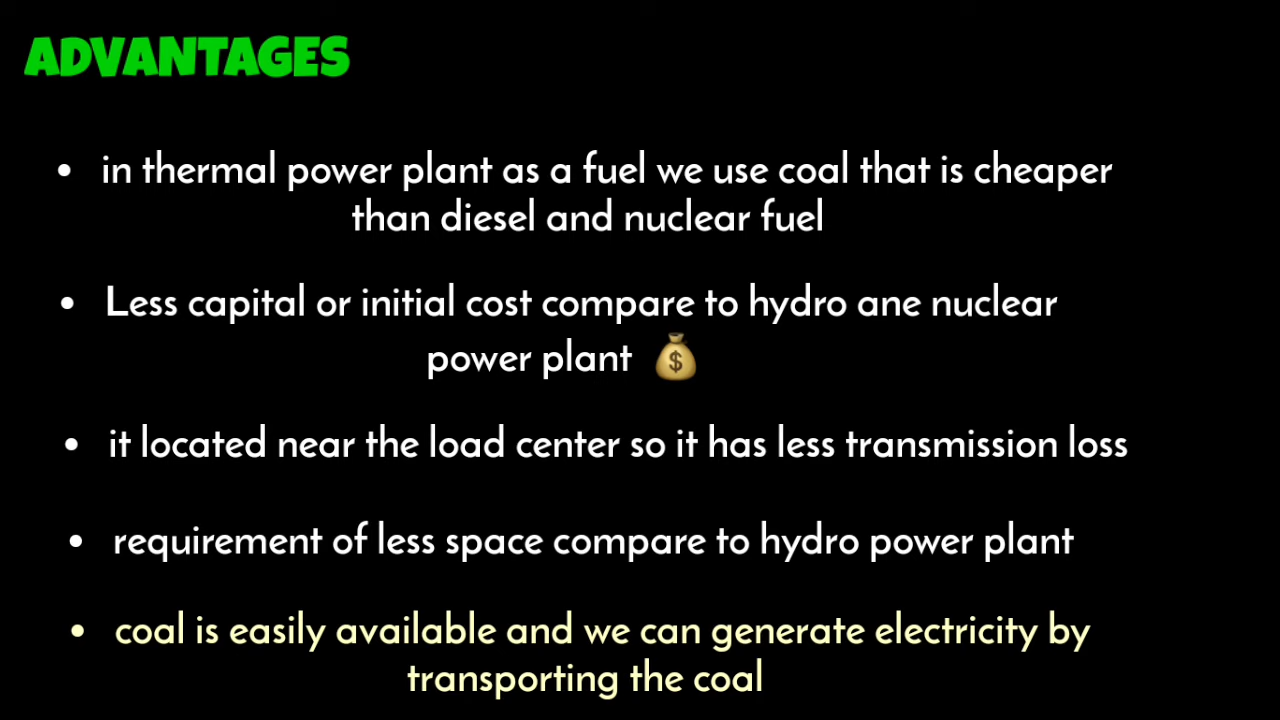 ADVANTAGES
• in thermal power plant as a fuel we use coal that is cheaper
than diesel and nuclear fuel
• Less capital or initial cost compare to hydro ane nuclear
power plant 💰
• it located near the load center so it has less transmission loss
• requirement of less space compare to hydro power plant
• coal is easily available and we can generate electricity by
transporting the coal